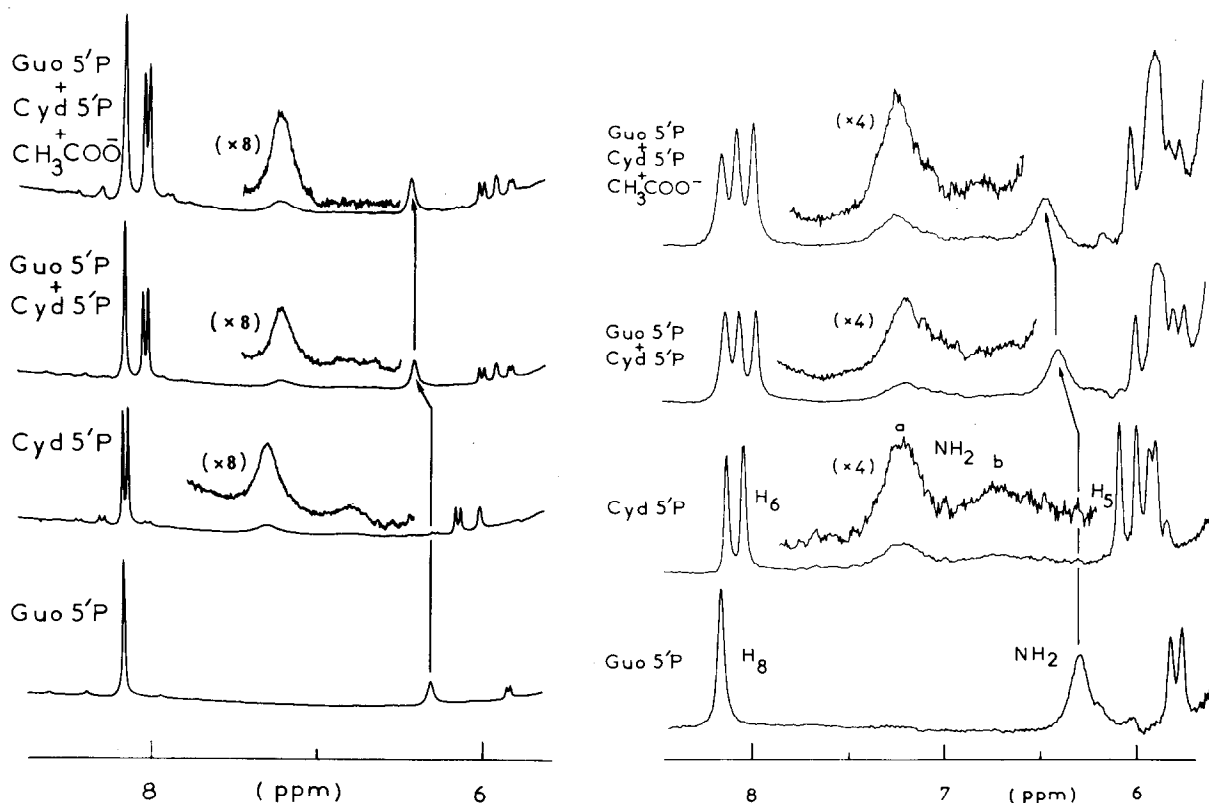 Guo 5'P
+
Cyd 5'P
+
CH3COO-
(×8)
Guo 5'P
+
Cyd 5'P
(×8)
Cyd 5'P
(×8)
Guo 5'P
8
(ppm)
6
Guo 5'P
+
Cyd 5'P
+
CH3COO-
(×4)
Guo 5'P
+
Cyd 5'P
(×4)
Cyd 5'P
H6
(×4)
a
NH2
b
H5
Guo 5'P
H8
NH2
8
7
(ppm)
6